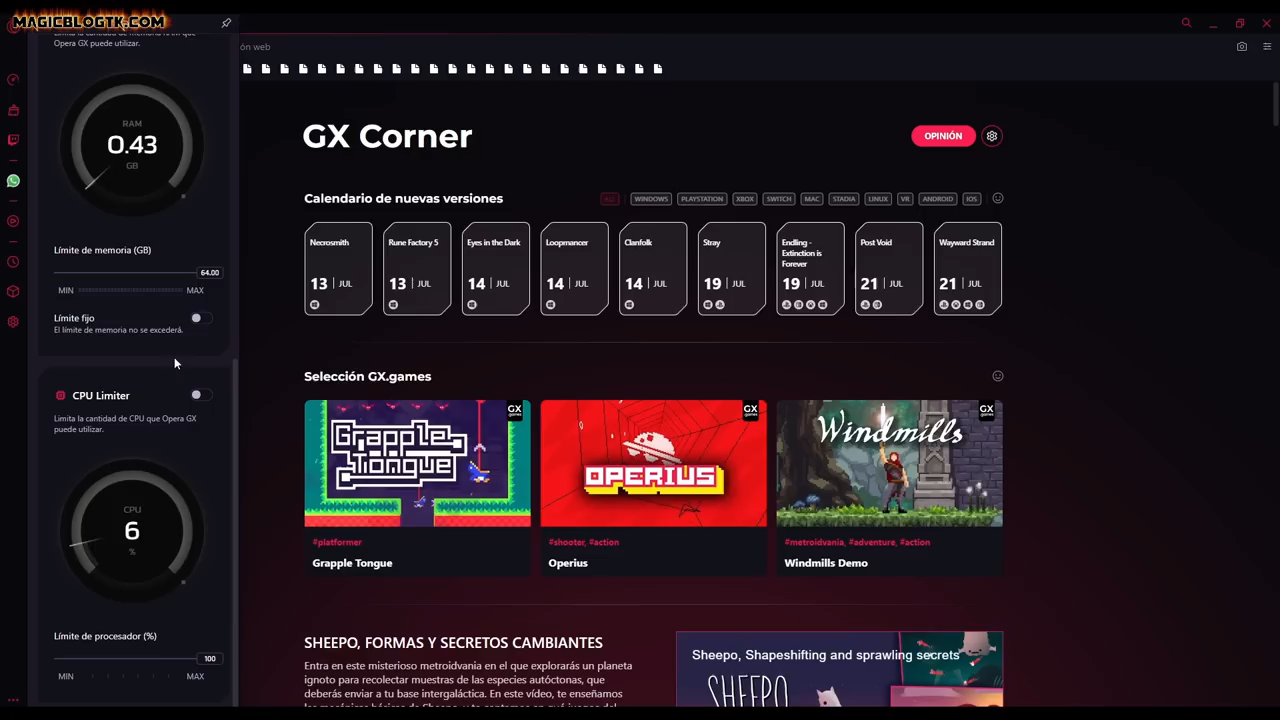 MAGICBLOGTK.COM
Opera GX puede utilizar.
RAM
0.43
GB
Límite de memoria (GB)
64.00
MIN MAX
Límite fijo
El límite de memoria no se excederá.
CPU Limiter
Limita la cantidad de CPU que Opera GX
puede utilizar.
CPU
6
%
Límite de procesador (%)
100
MIN MAX
ón web
GX Corner
OPINIÓN
Calendario de nuevas versiones
ALL WINDOWS PLAYSTATION XBOX SWITCH MAC STADIA LINUX VR ANDROID IOS
Necrosmith
13 | JUL
Rune Factory 5
13 | JUL
Eyes in the Dark
14 | JUL
Loopmancer
14 | JUL
Clanfolk
14 | JUL
Stray
19 | JUL
Endling -
Extinction is
Forever
19 | JUL
Post Void
21 | JUL
Wayward Strand
21 | JUL
Selección GX.games
Grapple
Tongue
GX
games
#platformer
Grapple Tongue
OPERIUS
GX
games
#shooter, #action
Operius
Windmills
GX
games
#metroidvania, #adventure, #action
Windmills Demo
SHEEPO, FORMAS Y SECRETOS CAMBIANTES
Entra en este misterioso metroidvania en el que explorarás un planeta
ignoto para recolectar muestras de las especies autóctonas, que
deberás enviar a tu base intergaláctica. En este vídeo, te enseñamos
Sheepo, Shapeshifting and sprawling secrets
SHEEPO